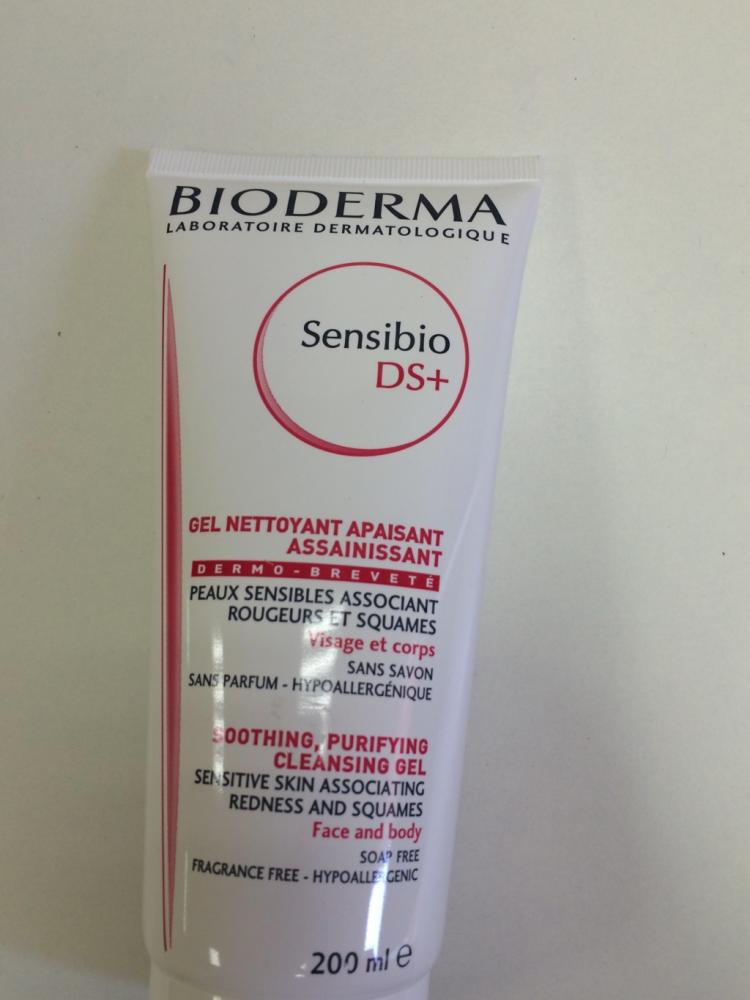 BIODERMA
LABORATOIRE DERMATOLOGIQUE
Sensibio
DS+
GEL NETTOYANT APAISANT
ASSAINISSANT
DERMO-BREVETÉ
PEAUX SENSIBLES ASSOCIANT
ROUGEURS ET SQUAMES
Visage et corps
SANS SAVON
SANS PARFUM - HYPOALLERGÉNIQUE
SOOTHING, PURIFYING
CLEANSING GEL
SENSITIVE SKIN ASSOCIATING
REDNESS AND SQUAMES
Face and body
SOAP FREE
FRAGRANCE FREE - HYPOALLERGENIC
200 ml e